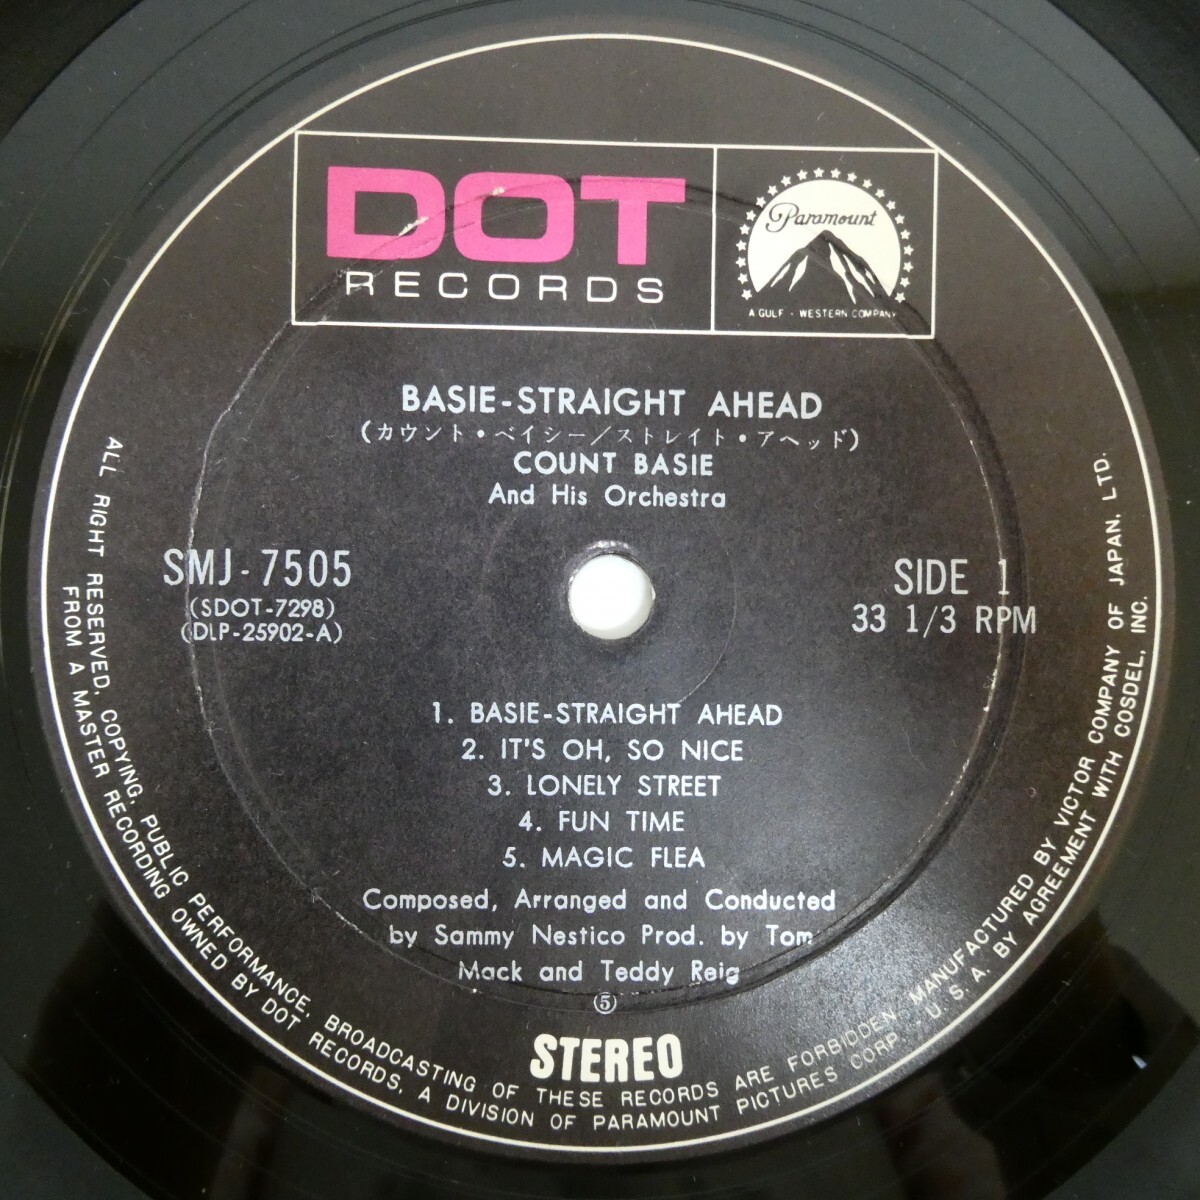 DOT
RECORDS
Paramount
A GULF + WESTERN COMPANY
BASIE-STRAIGHT AHEAD
(カウント・ベイシー/ストレイト・アヘッド)
COUNT BASIE
And His Orchestra
SMJ-7505
(SDOT-7298)
(DLP-25902-A)
SIDE 1
33 1/3 RPM
1. BASIE-STRAIGHT AHEAD
2. IT'S OH, SO NICE
3. LONELY STREET
4. FUN TIME
5. MAGIC FLEA
Composed, Arranged and Conducted
by Sammy Nestico Prod. by Tom
Mack and Teddy Reig
⑤
STEREO
ALL RIGHT RESERVED, COPYING, PUBLIC PERFORMANCE, BROADCASTING OF THESE RECORDS ARE FORBIDDEN. MANUFACTURED BY VICTOR COMPANY OF JAPAN, LTD.
FROM A MASTER RECORDING OWNED BY DOT RECORDS, A DIVISION OF PARAMOUNT PICTURES CORP. U. S. A. BY AGREEMENT WITH COSDEL, INC.